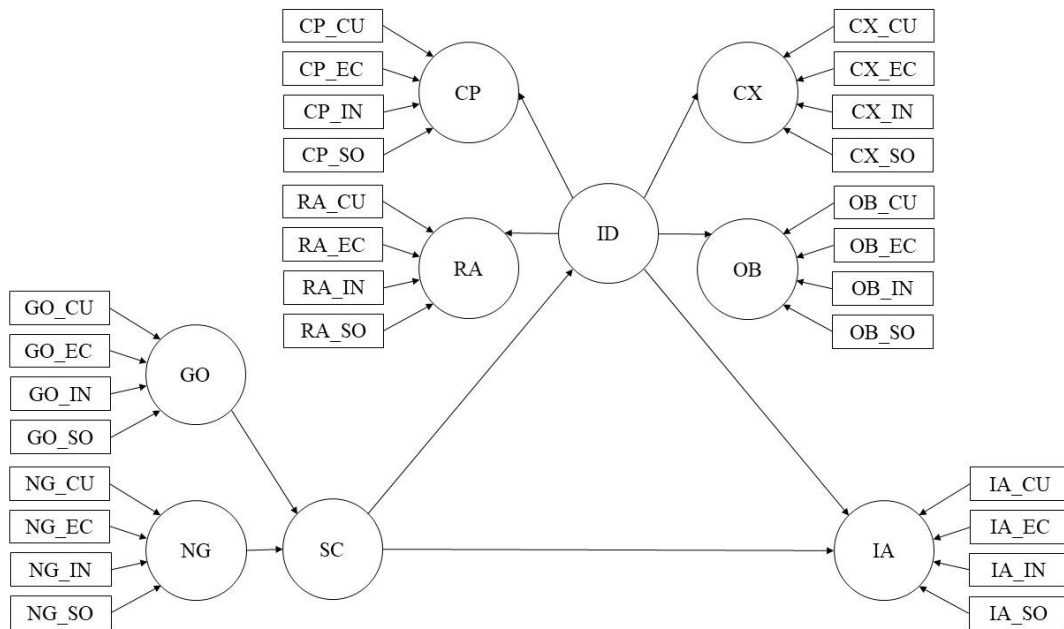 CP_CU
CP_EC
CP_IN
CP_SO
CP
CX
CX_CU
CX_EC
CX_IN
CX_SO
RA_CU
RA_EC
RA_IN
RA_SO
RA
ID
OB
OB_CU
OB_EC
OB_IN
OB_SO
GO_CU
GO_EC
GO_IN
GO_SO
GO
NG_CU
NG_EC
NG_IN
NG_SO
NG
SC
IA
IA_CU
IA_EC
IA_IN
IA_SO